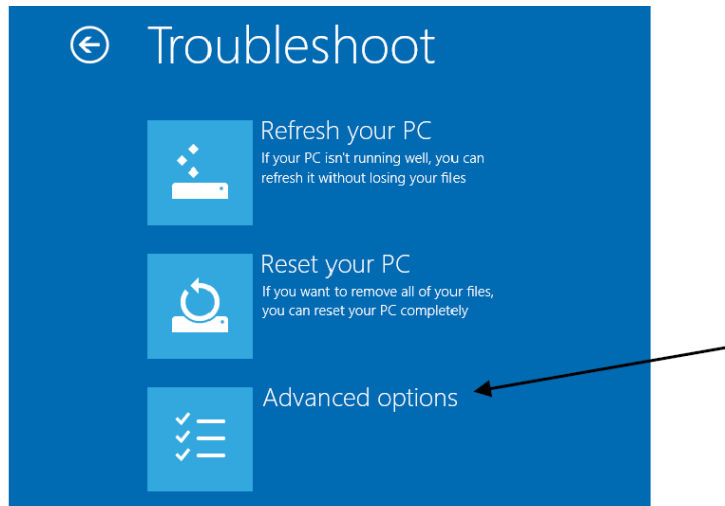 Troubleshoot
Refresh your PC
If your PC isn't running well, you can
refresh it without losing your files
Reset your PC
If you want to remove all of your files,
you can reset your PC completely
Advanced options